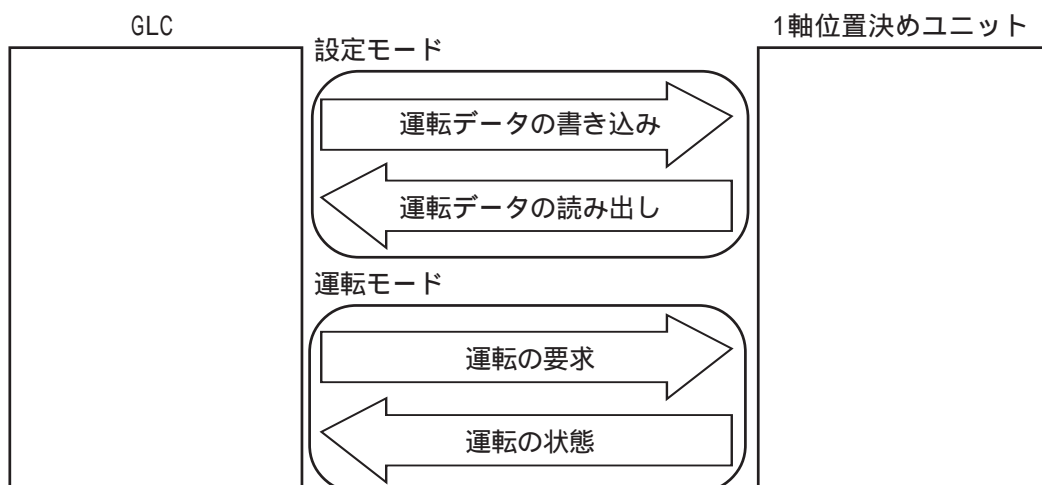 GLC
1軸位置決めユニット
設定モード
運転データの書き込み
運転データの読み出し
運転モード
運転の要求
運転の状態